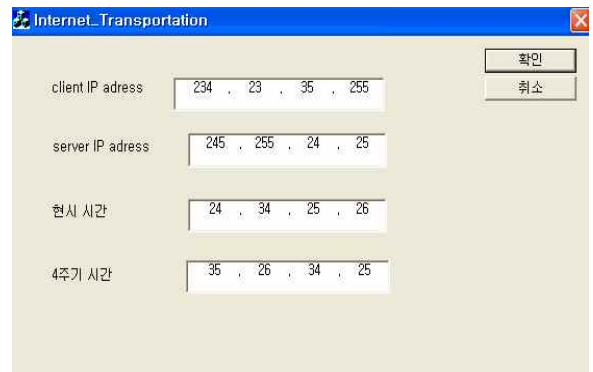 Internet_Transportation
확인
client IP adress 234 . 23 . 35 . 255
취소
server IP adress 245 . 255 . 24 . 25
현시 시간 24 . 34 . 25 . 26
4주기 시간 35 . 26 . 34 . 25